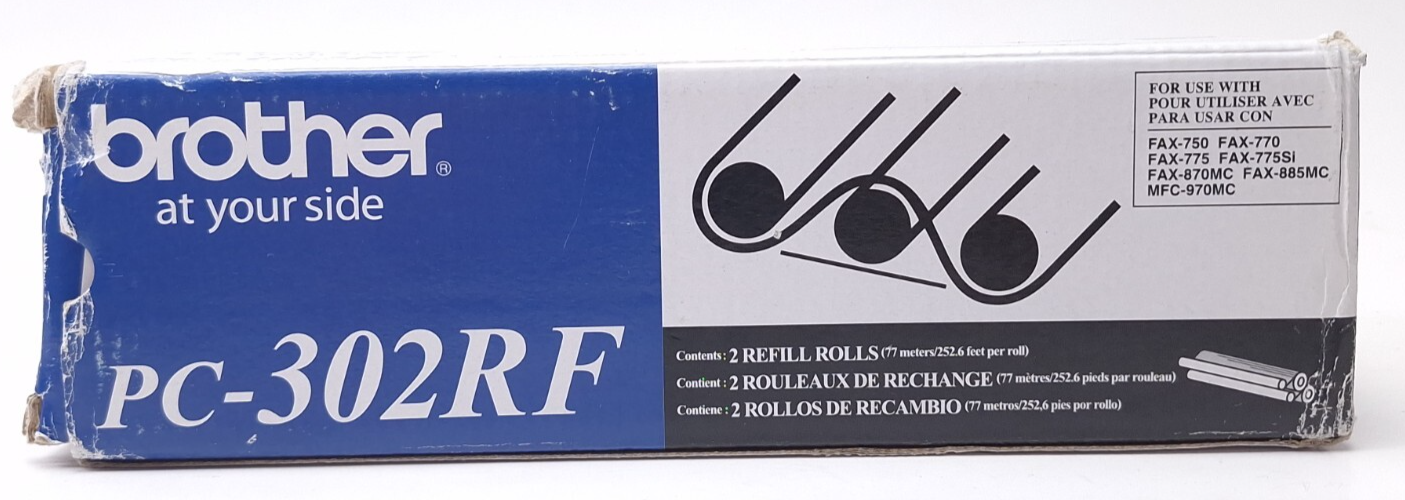 brother®
at your side
PC-302RF
FOR USE WITH
POUR UTILISER AVEC
PARA USAR CON
FAX-750 FAX-770
FAX-775 FAX-775Si
FAX-870MC FAX-885MC
MFC-970MC
Contents: 2 REFILL ROLLS (77 meters/252.6 feet per roll)
Contient: 2 ROULEAUX DE RECHANGE (77 mètres/252.6 pieds par rouleau)
Contiene: 2 ROLLOS DE RECAMBIO (77 metros/252,6 pies por rollo)